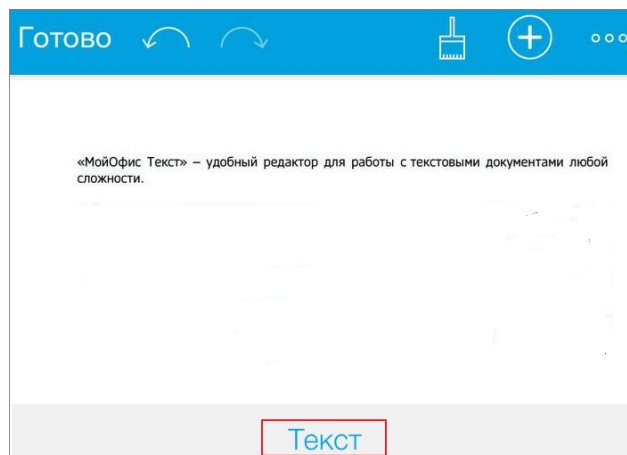 Готово
«МойОфис Текст» – удобный редактор для работы с текстовыми документами любой
сложности.
Текст